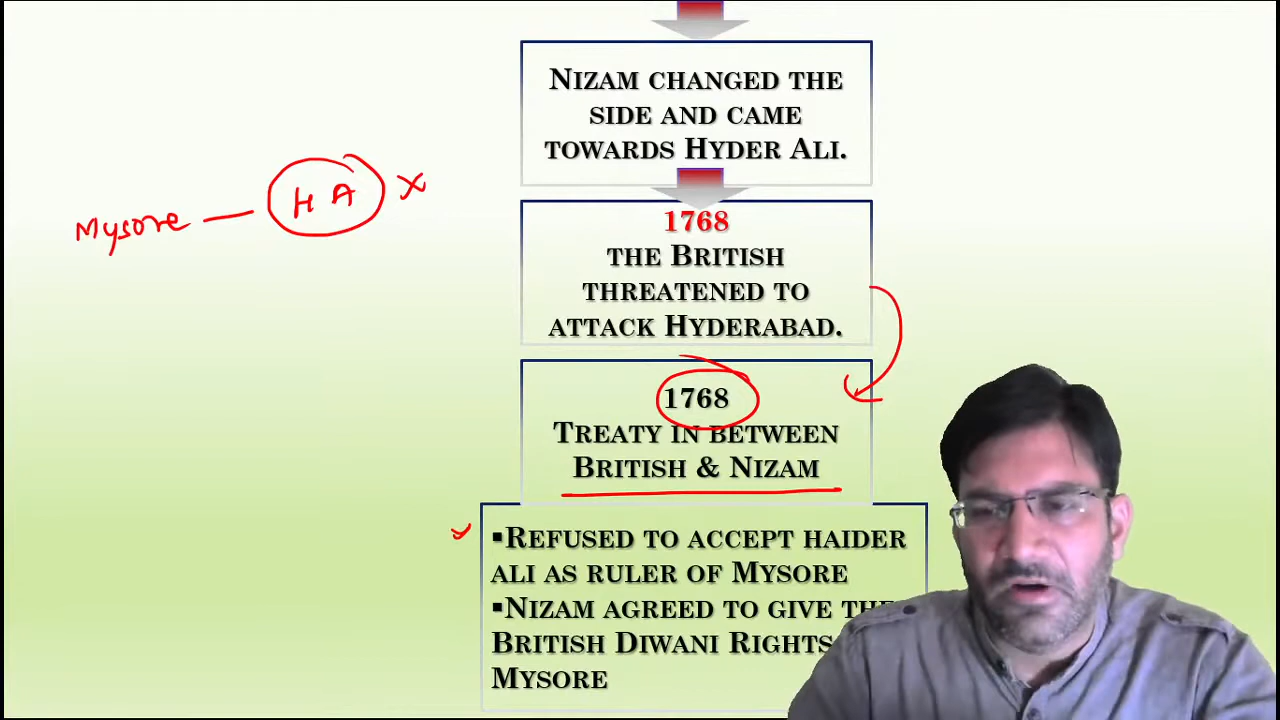 NIZAM CHANGED THE
SIDE AND CAME
TOWARDS HYDER ALI.
Mysore — H A X
1768
THE BRITISH
THREATENED TO
ATTACK HYDERABAD.
1768
TREATY IN BETWEEN
BRITISH & NIZAM
▪REFUSED TO ACCEPT HAIDER
ALI AS RULER OF MYSORE
▪NIZAM AGREED TO GIVE THE
BRITISH DIWANI RIGHTS
MYSORE